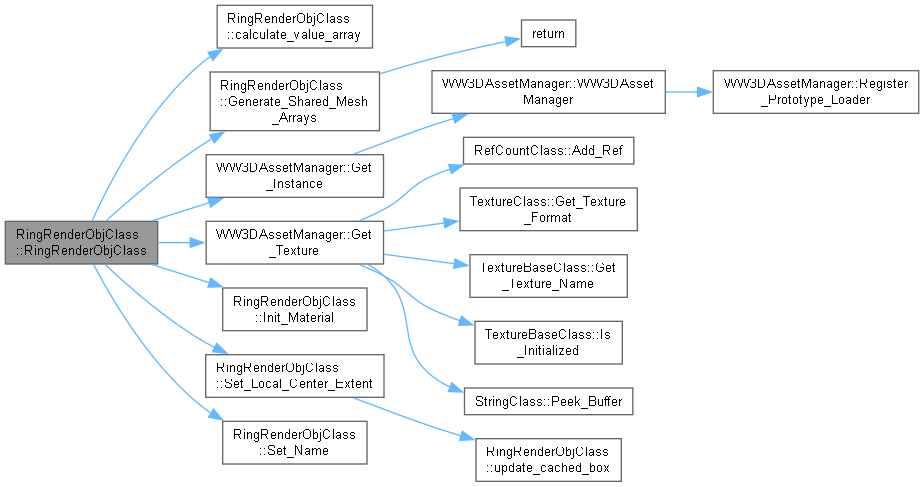 RingRenderObjClass
::RingRenderObjClass
RingRenderObjClass
::calculate_value_array
RingRenderObjClass
::Generate_Shared_Mesh
_Arrays
return
WW3DAssetManager::Get
_Instance
WW3DAssetManager::WW3DAsset
Manager
WW3DAssetManager::Register
_Prototype_Loader
WW3DAssetManager::Get
_Texture
RefCountClass::Add_Ref
TextureClass::Get_Texture
_Format
TextureBaseClass::Get
_Texture_Name
TextureBaseClass::Is
_Initialized
StringClass::Peek_Buffer
RingRenderObjClass
::Init_Material
RingRenderObjClass
::Set_Local_Center_Extent
RingRenderObjClass
::update_cached_box
RingRenderObjClass
::Set_Name